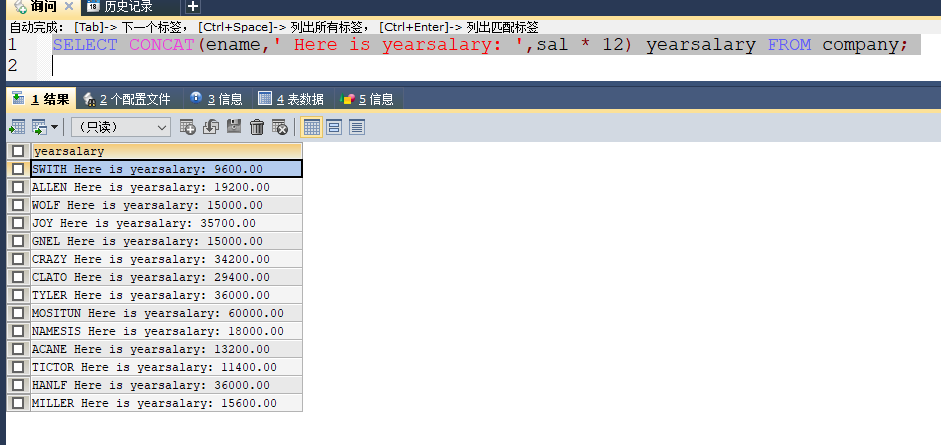 询问 历史记录
自动完成: [Tab]-> 下一个标签, [Ctrl+Space]-> 列出所有标签, [Ctrl+Enter]-> 列出匹配标签
1 SELECT CONCAT(ename,' Here is yearsalary: ',sal * 12) yearsalary FROM company;
2
1 结果 2 个配置文件 3 信息 4 表数据 5 信息
(只读)
yearsalary
SWITH Here is yearsalary: 9600.00
ALLEN Here is yearsalary: 19200.00
WOLF Here is yearsalary: 15000.00
JOY Here is yearsalary: 35700.00
GNEL Here is yearsalary: 15000.00
CRAZY Here is yearsalary: 34200.00
CLATO Here is yearsalary: 29400.00
TYLER Here is yearsalary: 36000.00
MOSITUN Here is yearsalary: 60000.00
NAMESIS Here is yearsalary: 18000.00
ACANE Here is yearsalary: 13200.00
TICTOR Here is yearsalary: 11400.00
HANLF Here is yearsalary: 36000.00
MILLER Here is yearsalary: 15600.00